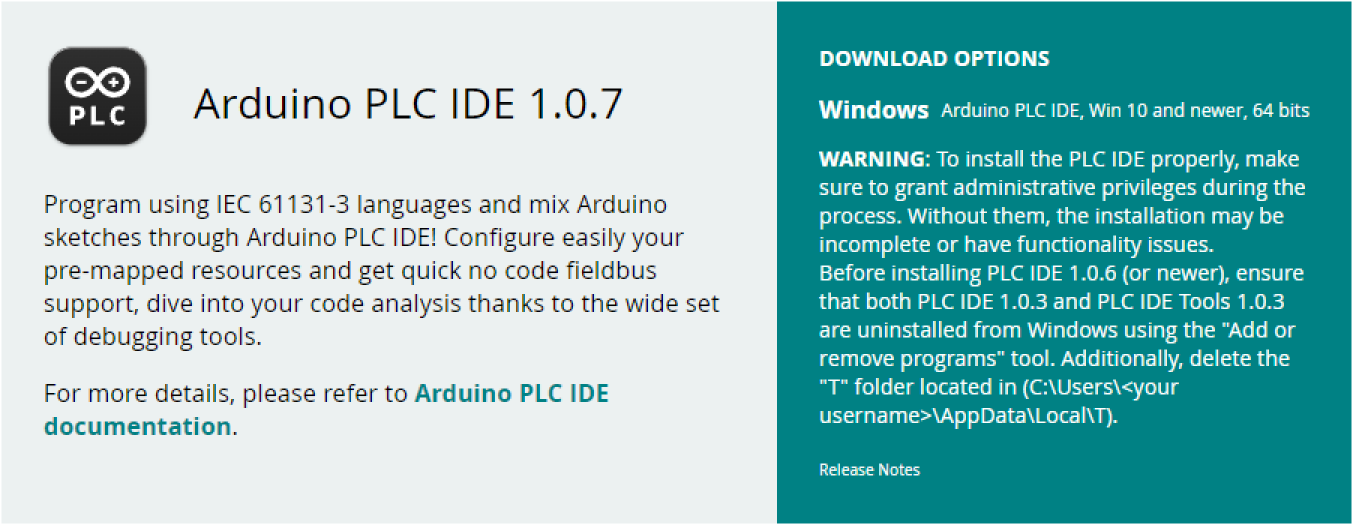 PLC
Arduino PLC IDE 1.0.7
Program using IEC 61131-3 languages and mix Arduino
sketches through Arduino PLC IDE! Configure easily your
pre-mapped resources and get quick no code fieldbus
support, dive into your code analysis thanks to the wide set
of debugging tools.
For more details, please refer to Arduino PLC IDE
documentation.
DOWNLOAD OPTIONS
Windows Arduino PLC IDE, Win 10 and newer, 64 bits
WARNING: To install the PLC IDE properly, make
sure to grant administrative privileges during the
process. Without them, the installation may be
incomplete or have functionality issues.
Before installing PLC IDE 1.0.6 (or newer), ensure
that both PLC IDE 1.0.3 and PLC IDE Tools 1.0.3
are uninstalled from Windows using the "Add or
remove programs" tool. Additionally, delete the
"T" folder located in (C:\Users\<your
username>\AppData\Local\T).
Release Notes